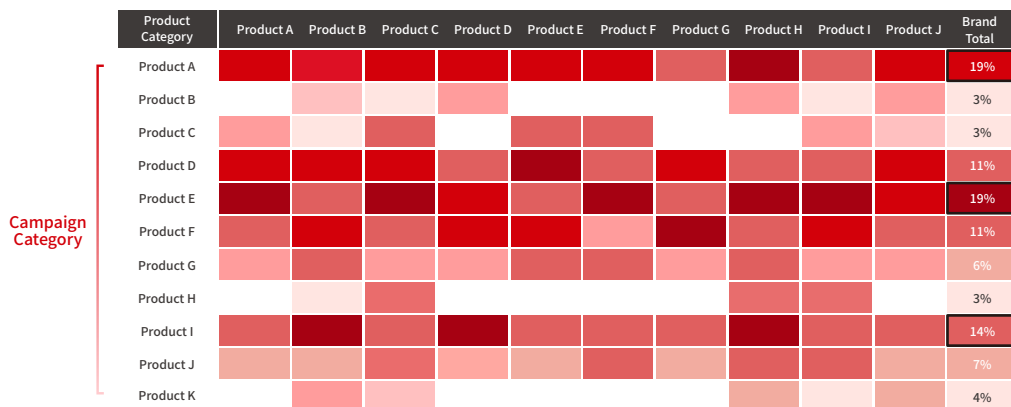 Product Category
Product A
Product B
Product C
Product D
Product E
Product F
Product G
Product H
Product I
Product J
Brand Total
Campaign
Category
Product A
19%
Product B
3%
Product C
3%
Product D
11%
Product E
19%
Product F
11%
Product G
6%
Product H
3%
Product I
14%
Product J
7%
Product K
4%